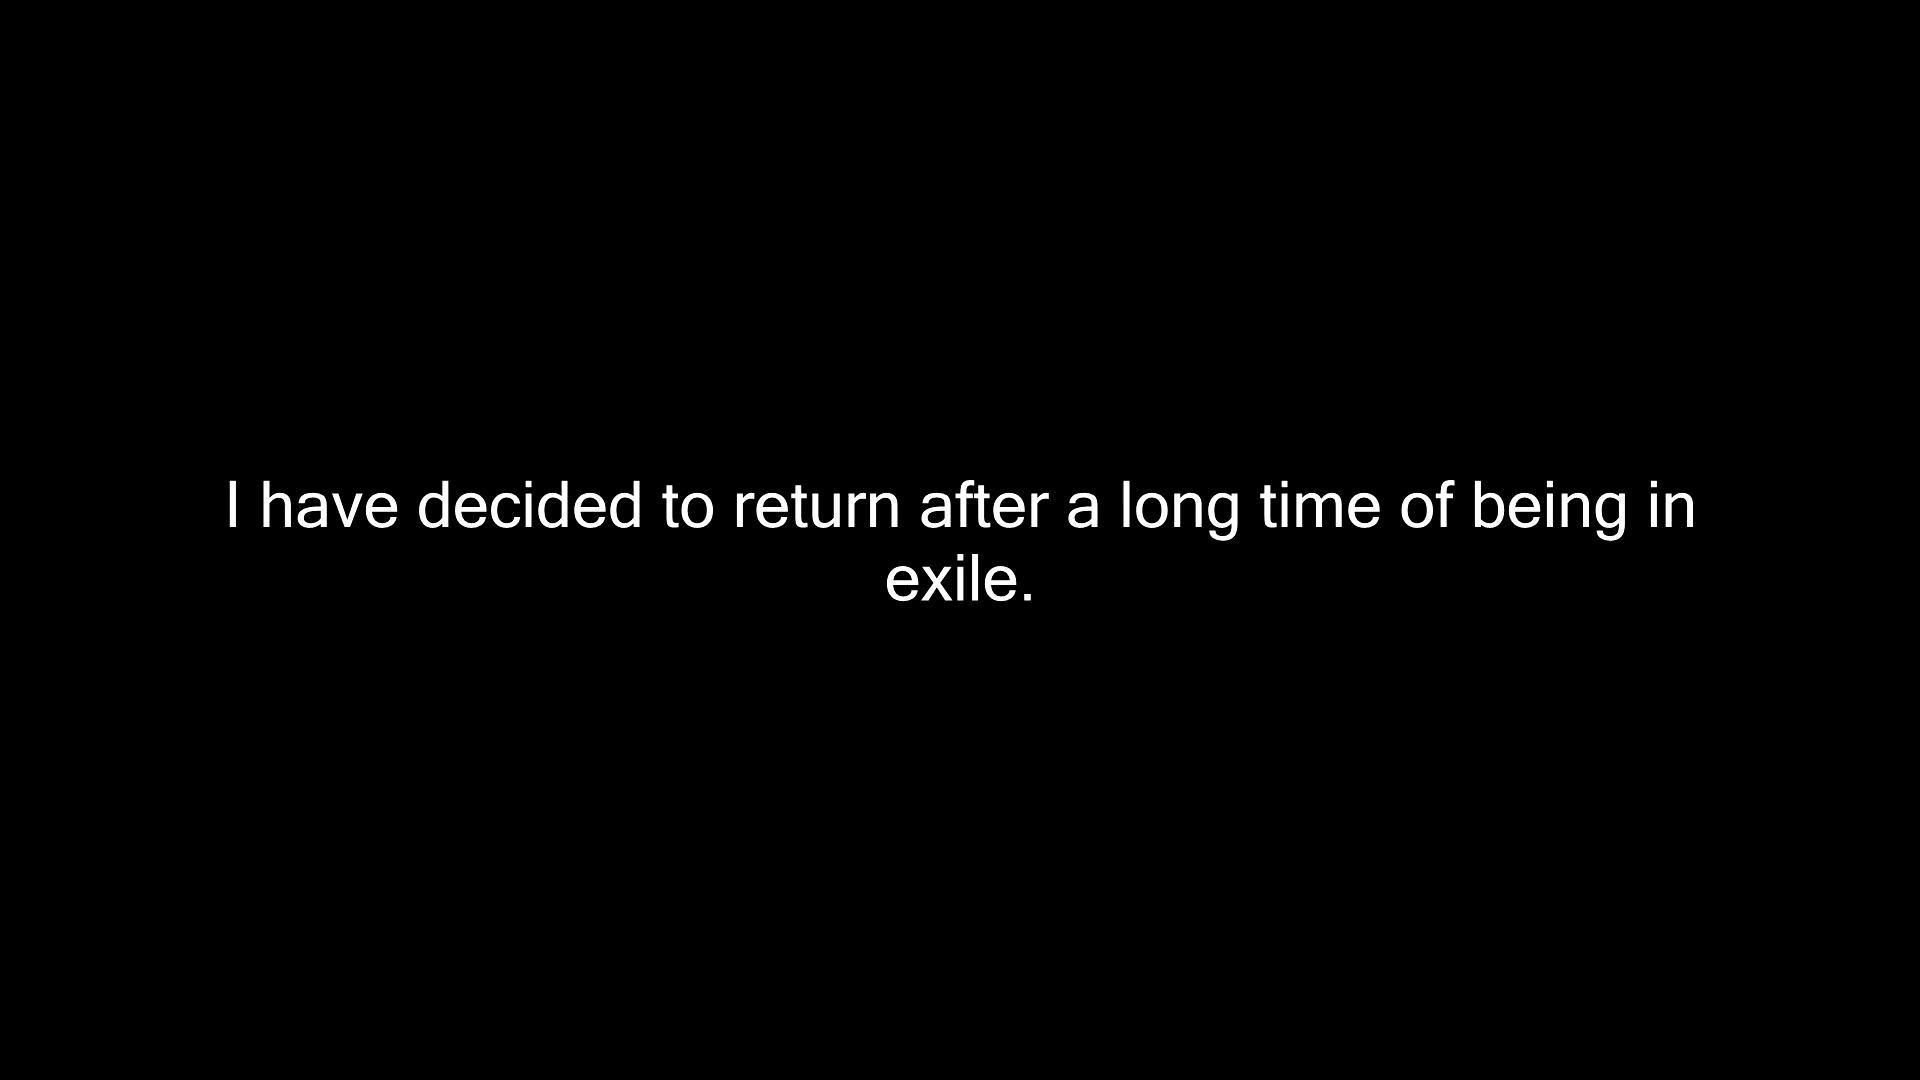 I have decided to return after a long time of being in
exile.